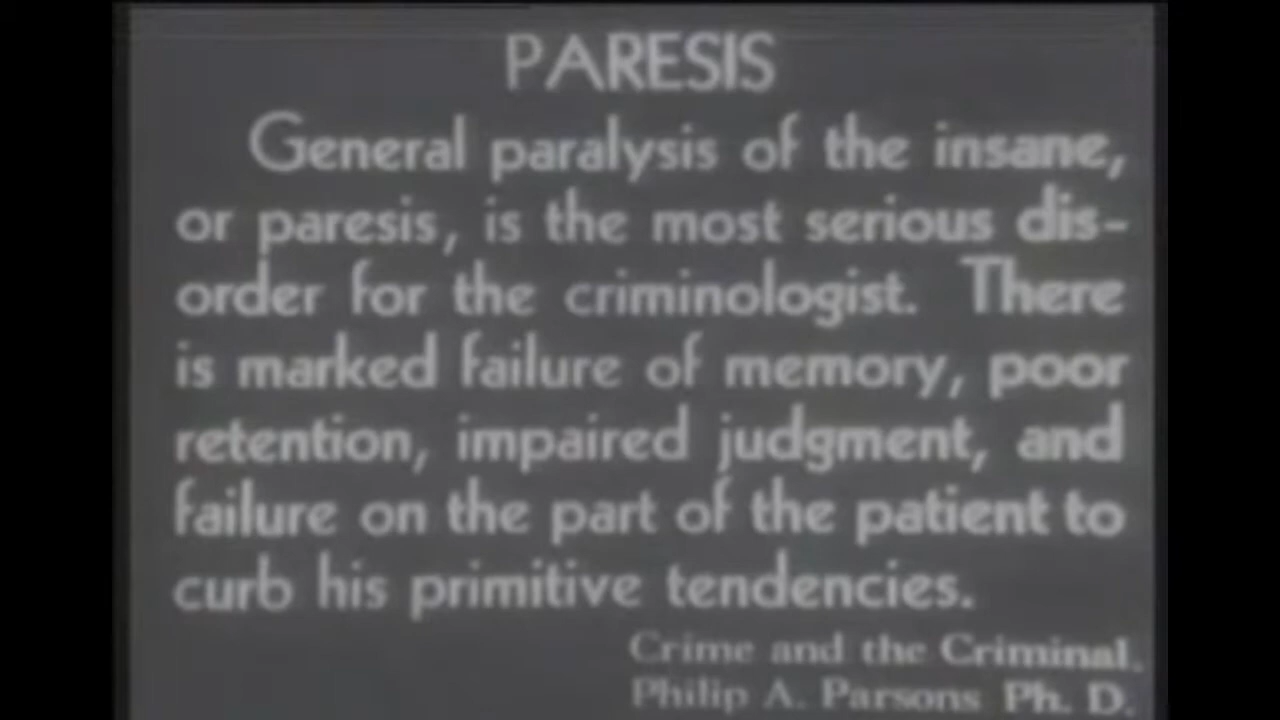 PARESIS
General paralysis of the insane,
or paresis, is the most serious dis-
order for the criminologist. There
is marked failure of memory, poor
retention, impaired judgment, and
failure on the part of the patient to
curb his primitive tendencies.
Crime and the Criminal.
Philip A. Parsons Ph. D.